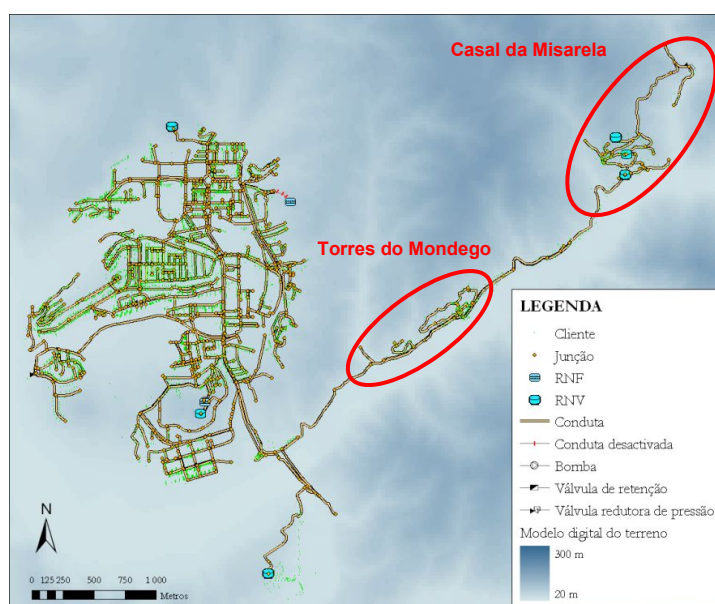 Casal da Misarela
Torres do Mondego
LEGENDA
Cliente
Junção
RNF
RNV
Conduta
Conduta desactivada
Bomba
Válvula de retenção
Válvula redutora de pressão
Modelo digital do terreno
300 m
20 m
N
0 125 250 500 750 1 000
Metros